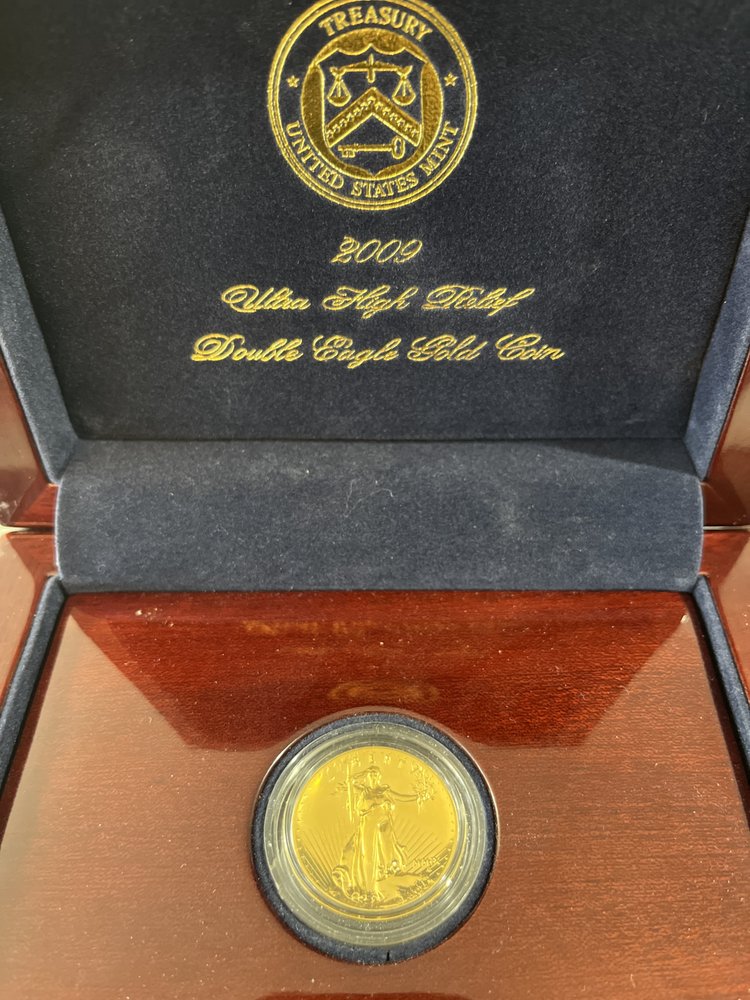 TREASURY
UNITED STATES MINT
2009
Ultra High Relief
Double Eagle Gold Coin
LIBERTY